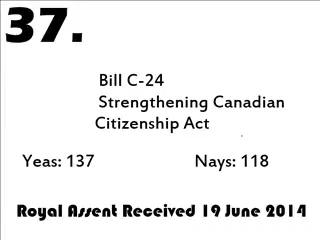 37.
Bill C-24
Strengthening Canadian
Citizenship Act
Yeas: 137 Nays: 118
Royal Assent Received 19 June 2014